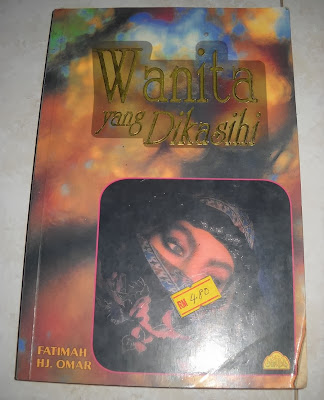 Wanita
yang Dikasihi
RM 4.80
FATIMAH
HJ. OMAR